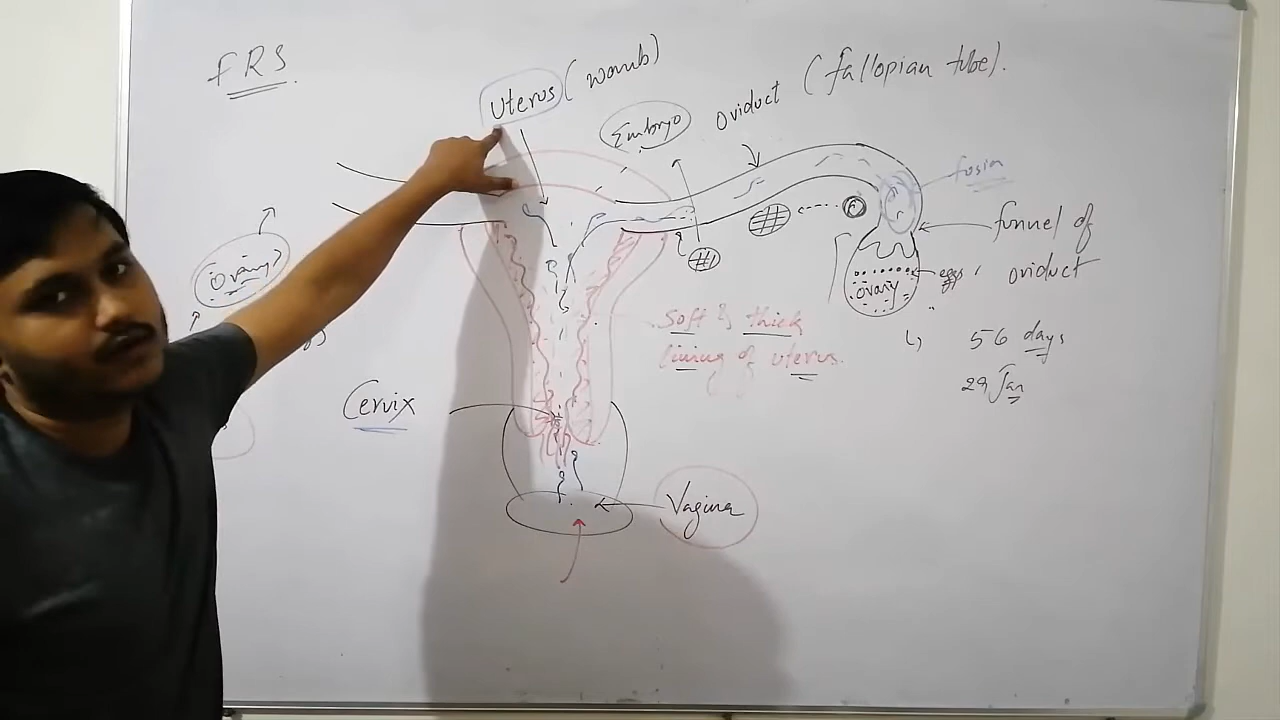 FRS
Uterus (womb)
Embryo
oviduct (fallopian tube).
fusion
funnel of
oviduct
eggs
ovary
ovary
56 days
29 Jan
Soft & thick
lining of uterus.
Cervix
Vagina